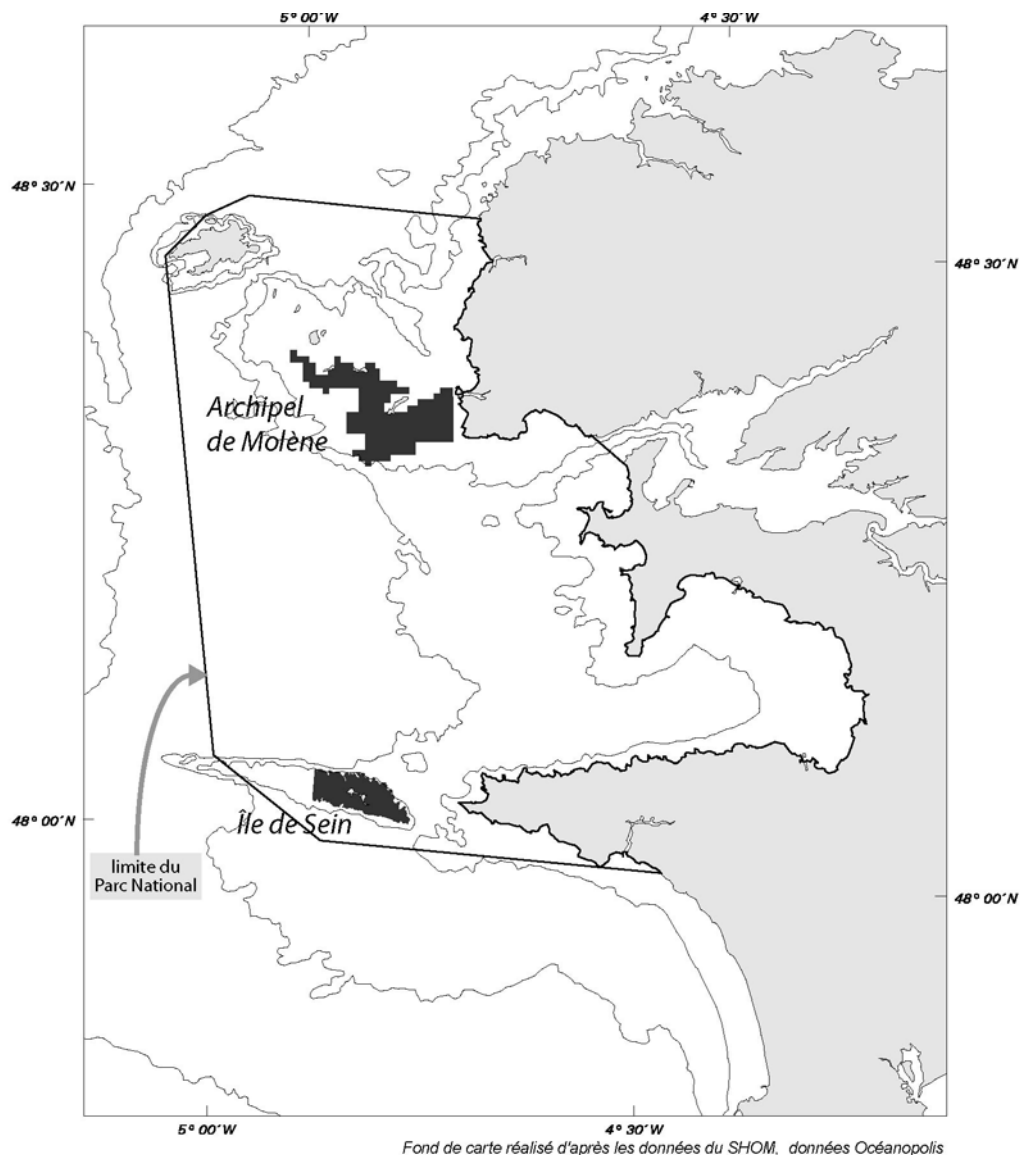 5° 00´W
4° 30´W
48° 30´N
48° 30´N
Archipel
de Molène
Île de Sein
48° 00´N
limite du
Parc National
48° 00´N
5° 00´W
4° 30´W
Fond de carte réalisé d'après les données du SHOM, données Océanopolis